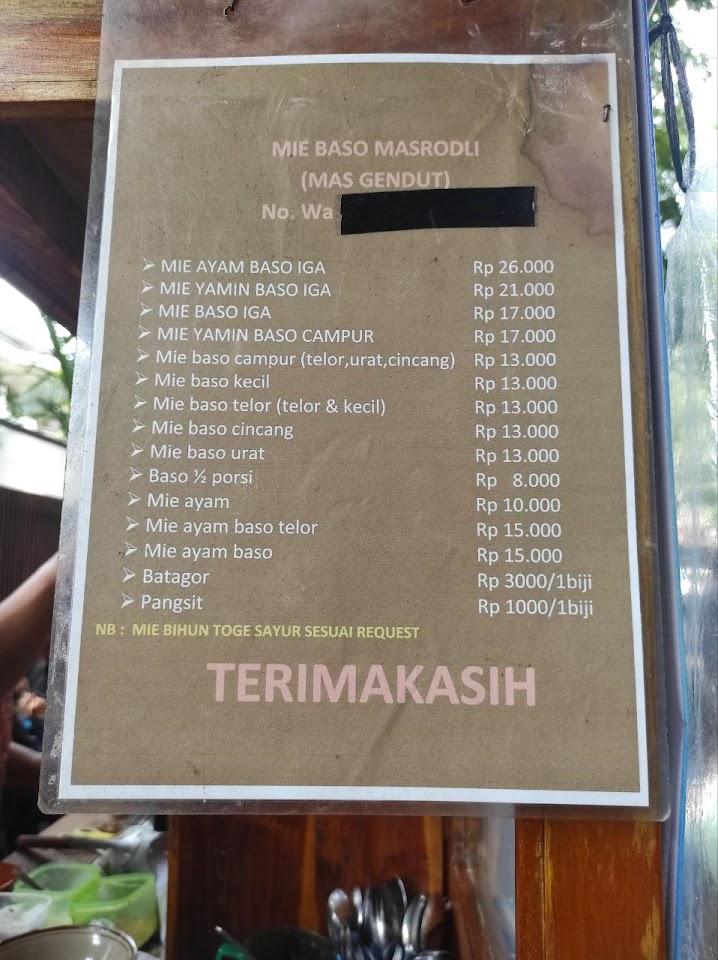 MIE BASO MASRODLI
(MAS GENDUT)
No. Wa
➢ MIE AYAM BASO IGA Rp 26.000
➢ MIE YAMIN BASO IGA Rp 21.000
➢ MIE BASO IGA Rp 17.000
➢ MIE YAMIN BASO CAMPUR Rp 17.000
➢ Mie baso campur (telor,urat,cincang) Rp 13.000
➢ Mie baso kecil Rp 13.000
➢ Mie baso telor (telor & kecil) Rp 13.000
➢ Mie baso cincang Rp 13.000
➢ Mie baso urat Rp 13.000
➢ Baso ½ porsi Rp 8.000
➢ Mie ayam Rp 10.000
➢ Mie ayam baso telor Rp 15.000
➢ Mie ayam baso Rp 15.000
➢ Batagor Rp 3000/1biji
➢ Pangsit Rp 1000/1biji
NB : MIE BIHUN TOGE SAYUR SESUAI REQUEST
TERIMAKASIH